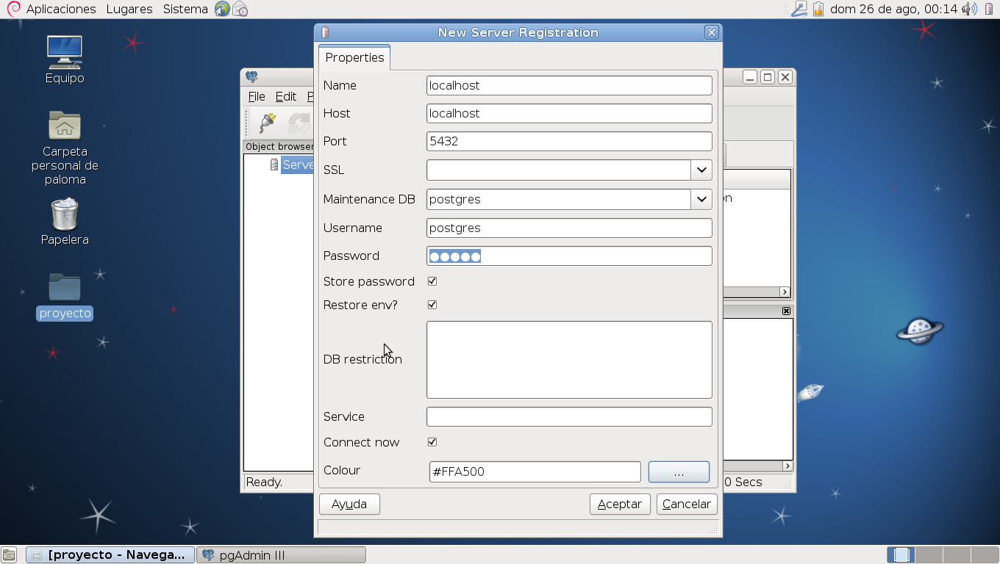 Aplicaciones Lugares Sistema dom 26 de ago, 00:14
New Server Registration
Equipo
Carpeta
personal de
paloma
Papelera
proyecto
File Edit
Object browser
Properties
Name localhost
Host localhost
Port 5432
SSL
Maintenance DB postgres
Username postgres
Password ●●●●●
Store password
Restore env?
DB restriction
Service
Connect now
Colour #FFA500 ...
Ready.
0 Secs
Ayuda Aceptar Cancelar
[proyecto - Navega... pgAdmin III